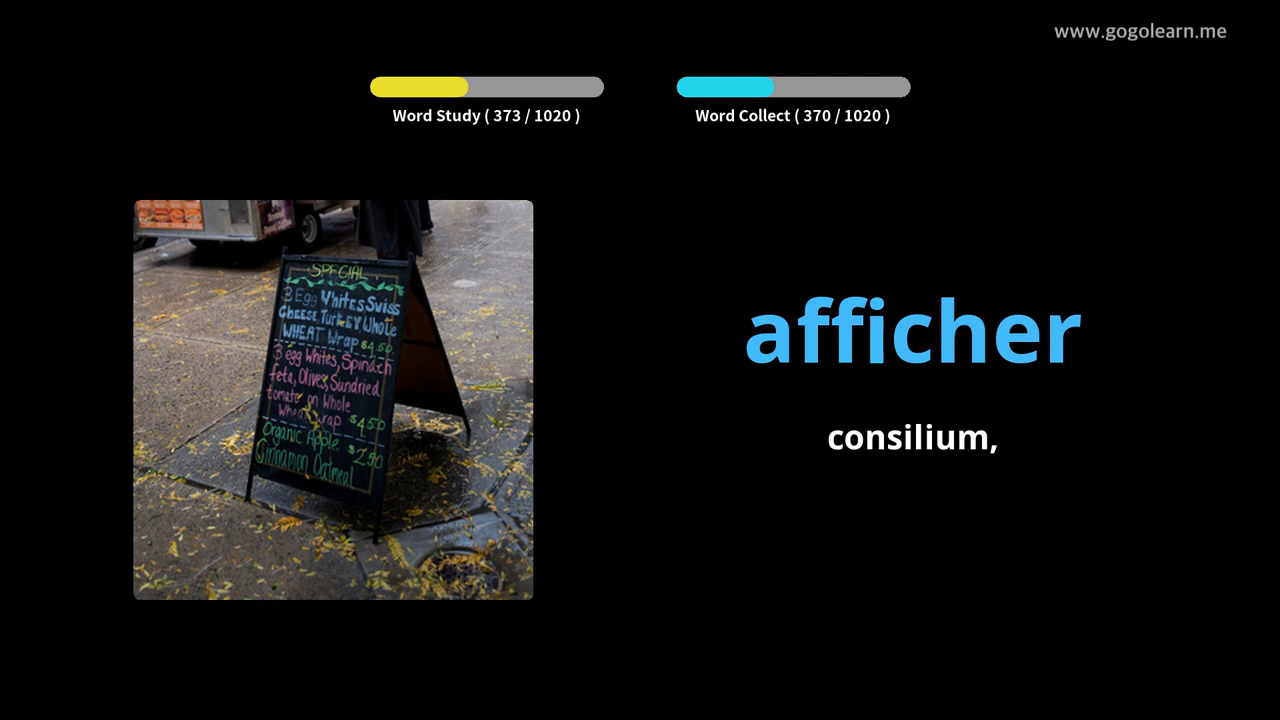 www.gogolearn.me
Word Study ( 373 / 1020 )
Word Collect ( 370 / 1020 )
SPECIAL
3 Egg Whites, Swiss
Cheese, TurkEY Whole
WHEAT Wrap $4.50
3 egg Whites, Spinach
feta, Olives, Sundried
tomato on Whole
Wheat Wrap $4.50
Organic Apple
Cinnamon Oatmeal $2.50
afficher
consilium,